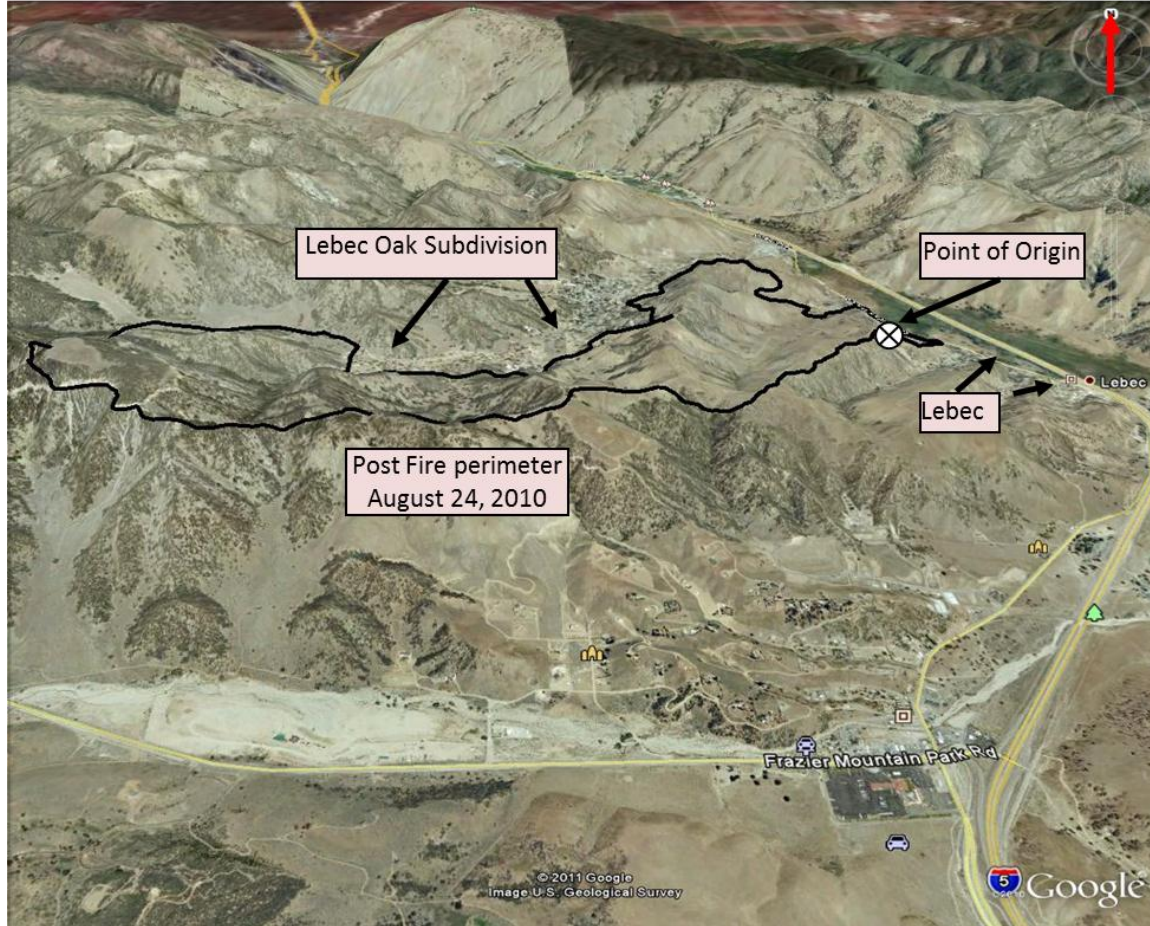 N
Lebec Oak Subdivision
Point of Origin
Lebec
Lebec
Post Fire perimeter
August 24, 2010
Frazier Mountain Park Rd
© 2011 Google
Image U.S. Geological Survey
5
Google